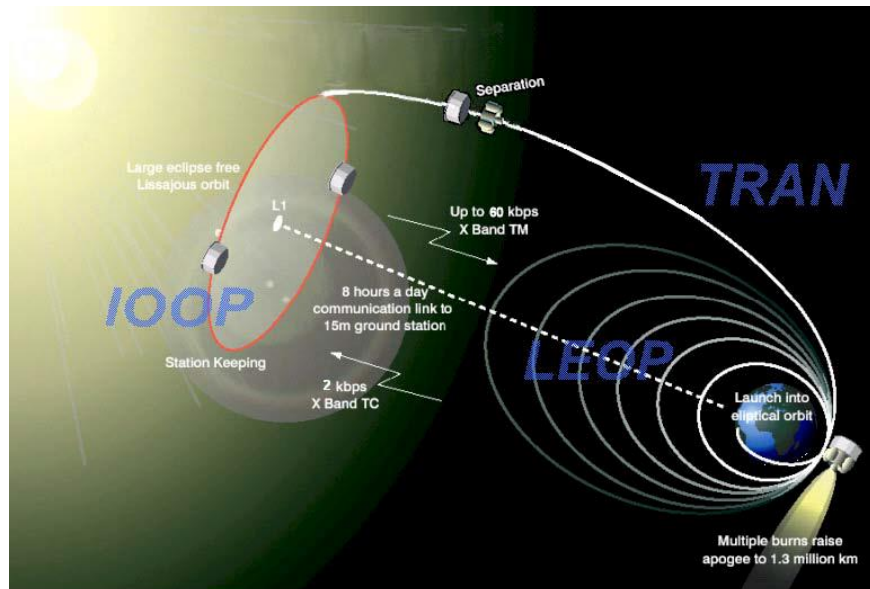 Separation
TRAN
Large eclipse free
Lissajous orbit
L1
Up to 60 kbps
X Band TM
IOOP
8 hours a day
communication link to
15m ground station
LEOP
Station Keeping
2 kbps
X Band TC
Launch into
eliptical orbit
Multiple burns raise
apogee to 1.3 million km